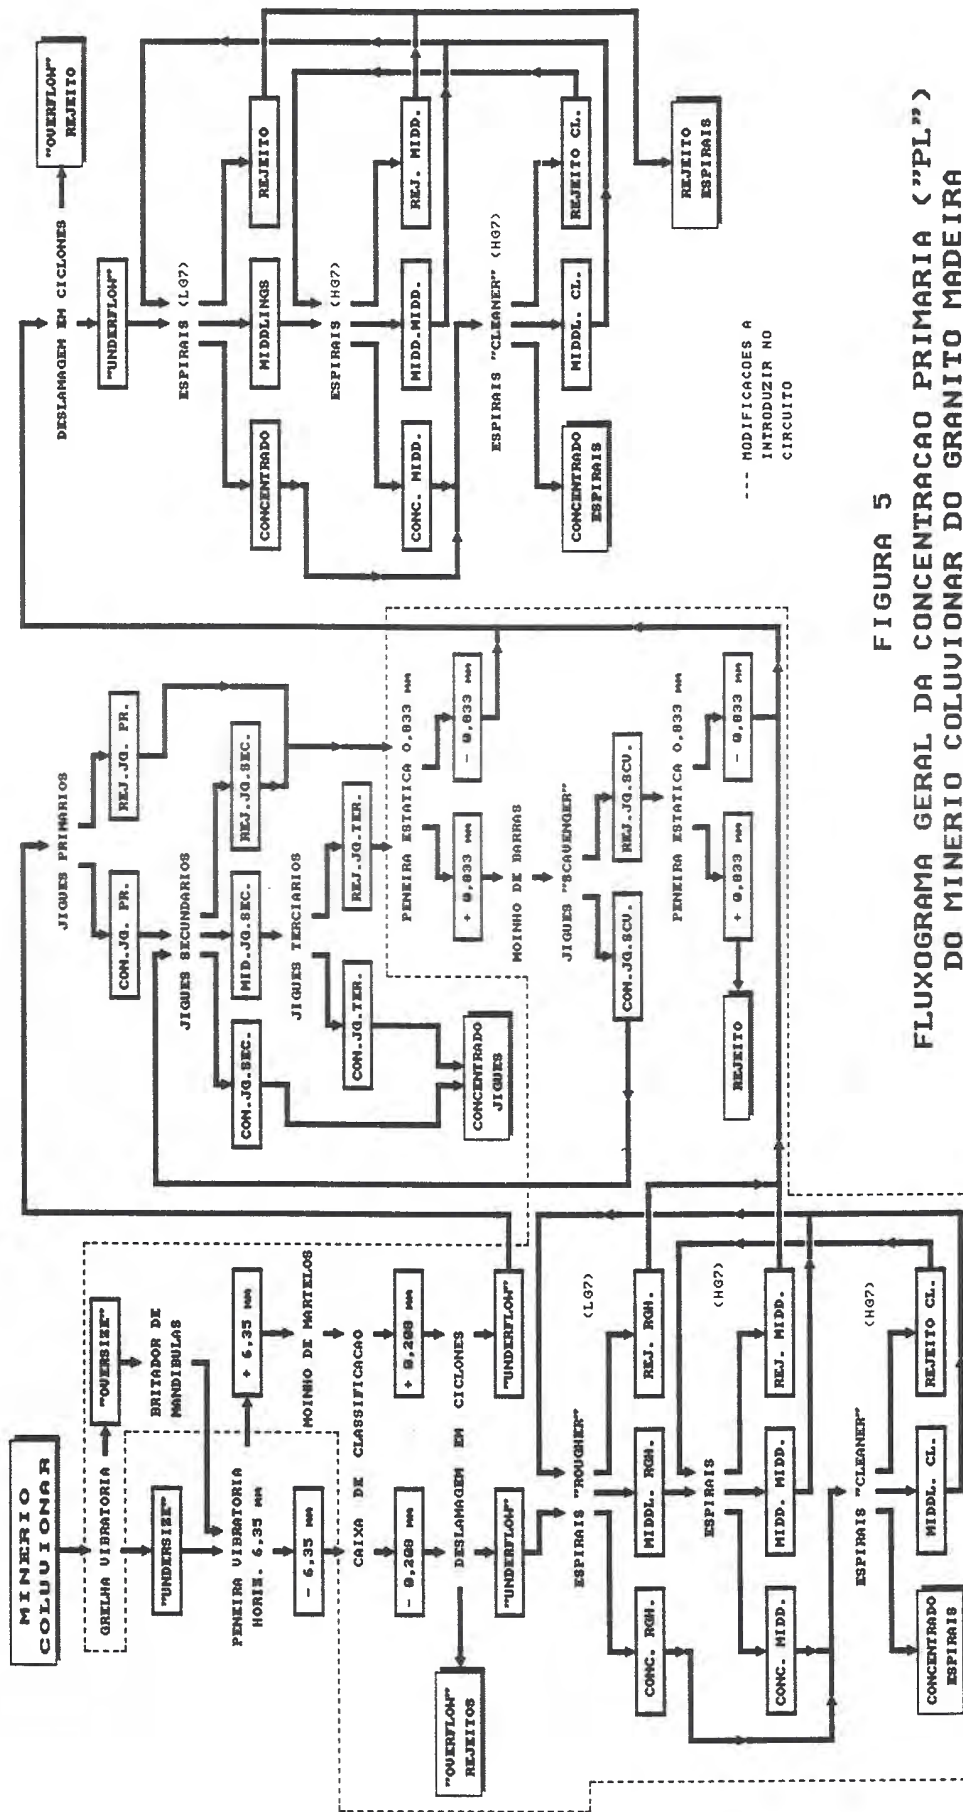 MINERIO
COLUVIONAR
GRELHA VIBRATORIA
"OVERSIZE"
"UNDERSIZE"
BRITADOR DE
MANDIBULAS
PENEIRA VIBRATORIA
HORIZ. 6,35 MM
- 6,35 MM
+ 6,35 MM
MOINHO DE MARTELOS
CAIXA DE CLASSIFICACAO
- 0,208 MM
+ 0,208 MM
DESLAMAGEM EM CICLONES
"OVERFLOW"
REJEITOS
"UNDERFLOW"
"UNDERFLOW"
ESPIRAIS "ROUGHER"
(LG7)
CONC. RGH.
MIDDL. RGH.
REJ. RGH.
ESPIRAIS
(HG7)
CONC. MIDD.
MIDD. MIDD.
REJ. MIDD.
ESPIRAIS "CLEANER"
(HG7)
CONCENTRADO
ESPIRAIS
MIDDL. CL.
REJEITO CL.
JIGUES PRIMARIOS
CON.JG. PR.
REJ.JG. PR.
JIGUES SECUNDARIOS
CON.JG.SEC.
MID.JG.SEC.
REJ.JG.SEC.
JIGUES TERCIARIOS
CON.JG.TER.
REJ.JG.TER.
CONCENTRADO
JIGUES
PENEIRA ESTATICA 0,833 MM
+ 0,833 MM
- 0,833 MM
MOINHO DE BARRAS
JIGUES "SCAVENGER"
CON.JG.SCV.
REJ.JG.SCV.
PENEIRA ESTATICA 0,833 MM
+ 0,833 MM
- 0,833 MM
REJEITO
DESLAMAGEM EM CICLONES
"OVERFLOW"
REJEITO
"UNDERFLOW"
ESPIRAIS (LG7)
CONCENTRADO
MIDDLINGS
REJEITO
ESPIRAIS (HG7)
CONC. MIDD.
MIDD.MIDD.
REJ. MIDD.
ESPIRAIS "CLEANER" (HG7)
CONCENTRADO
ESPIRAIS
MIDDL. CL.
REJEITO CL.
REJEITO
ESPIRAIS
--- MODIFICACOES A
INTRODUZIR NO
CIRCUITO
FIGURA 5
FLUXOGRAMA GERAL DA CONCENTRACAO PRIMARIA ("PL")
DO MINERIO COLUVIONAR DO GRANITO MADEIRA